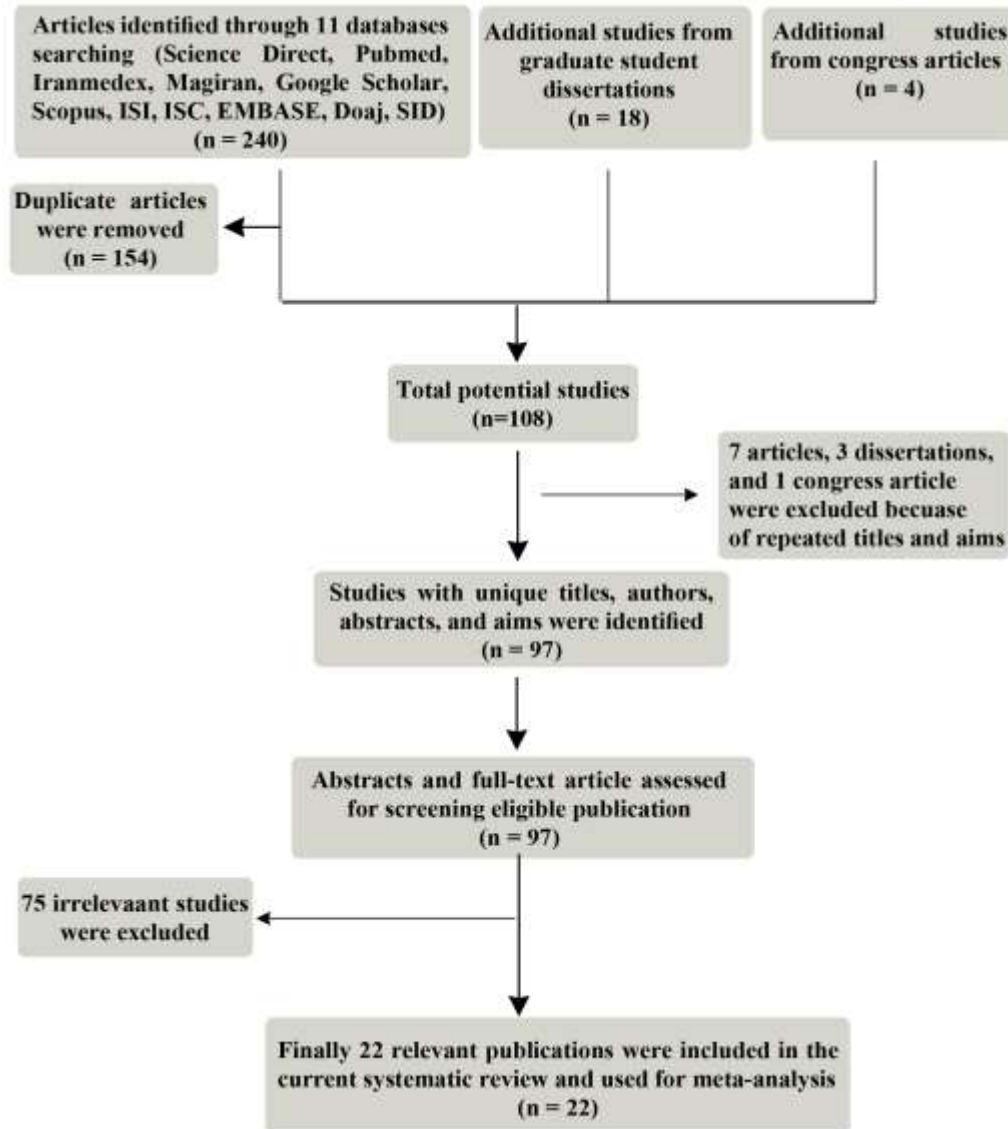 Articles identified through 11 databases
searching (Science Direct, Pubmed,
Iranmedex, Magiran, Google Scholar,
Scopus, ISI, ISC, EMBASE, Doaj, SID)
(n = 240)
Additional studies from
graduate student
dissertations
(n = 18)
Additional studies
from congress articles
(n = 4)
Duplicate articles
were removed
(n = 154)
Total potential studies
(n=108)
7 articles, 3 dissertations,
and 1 congress article
were excluded becuase
of repeated titles and aims
Studies with unique titles, authors,
abstracts, and aims were identified
(n = 97)
Abstracts and full-text article assessed
for screening eligible publication
(n = 97)
75 irrelevaant studies
were excluded
Finally 22 relevant publications were included in the
current systematic review and used for meta-analysis
(n = 22)